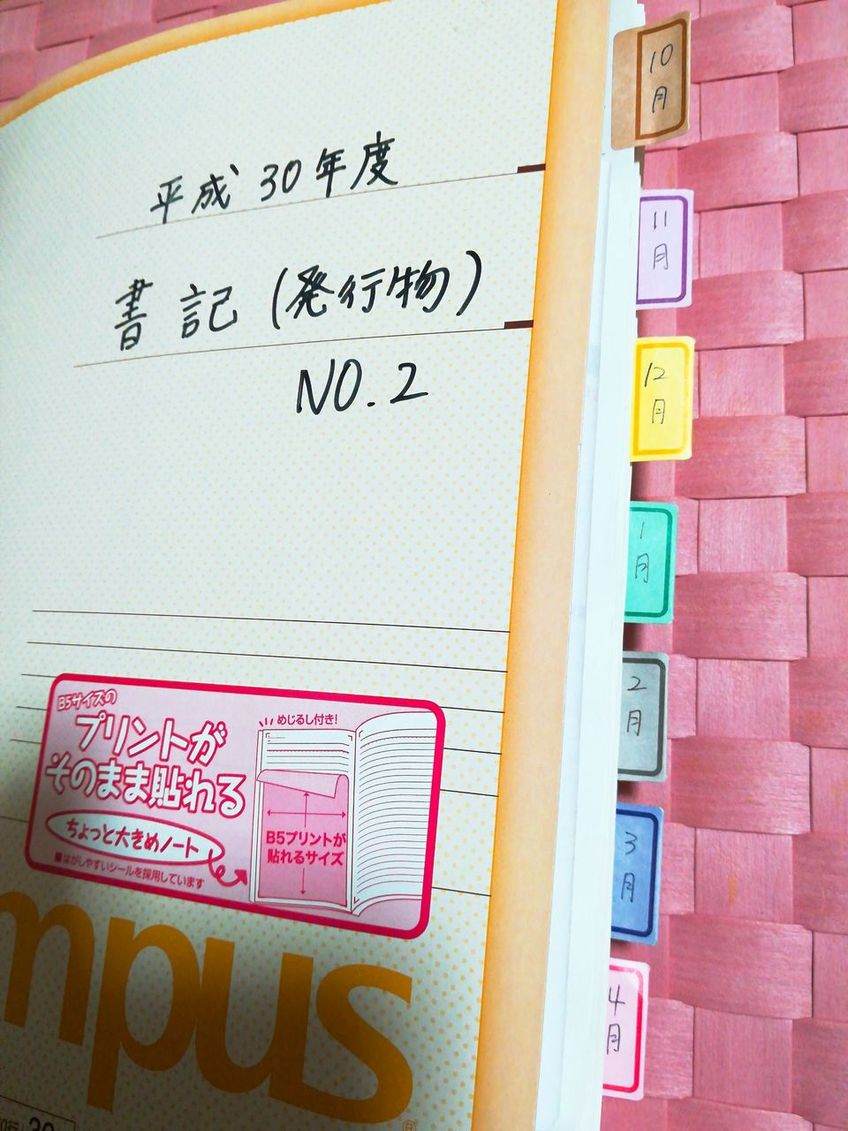 平成30年度
書記(発行物)
NO.2
10月
11月
12月
1月
2月
3月
4月
B5サイズの
プリントが
そのまま貼れる
ちょっと大きめノート
■はがしやすいシールを採用しています
めじるし付き!
B5プリントが
貼れるサイズ
mpus